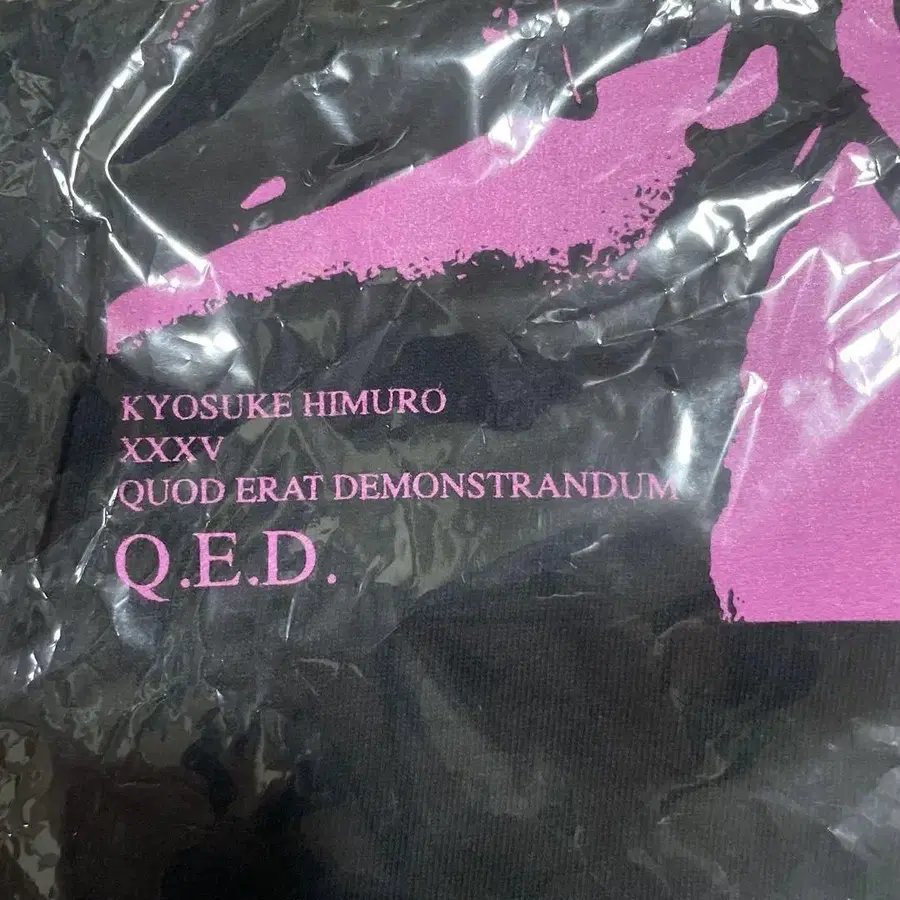 KYOSUKE HIMURO
XXXV
QUOD ERAT DEMONSTRANDUM
Q.E.D.